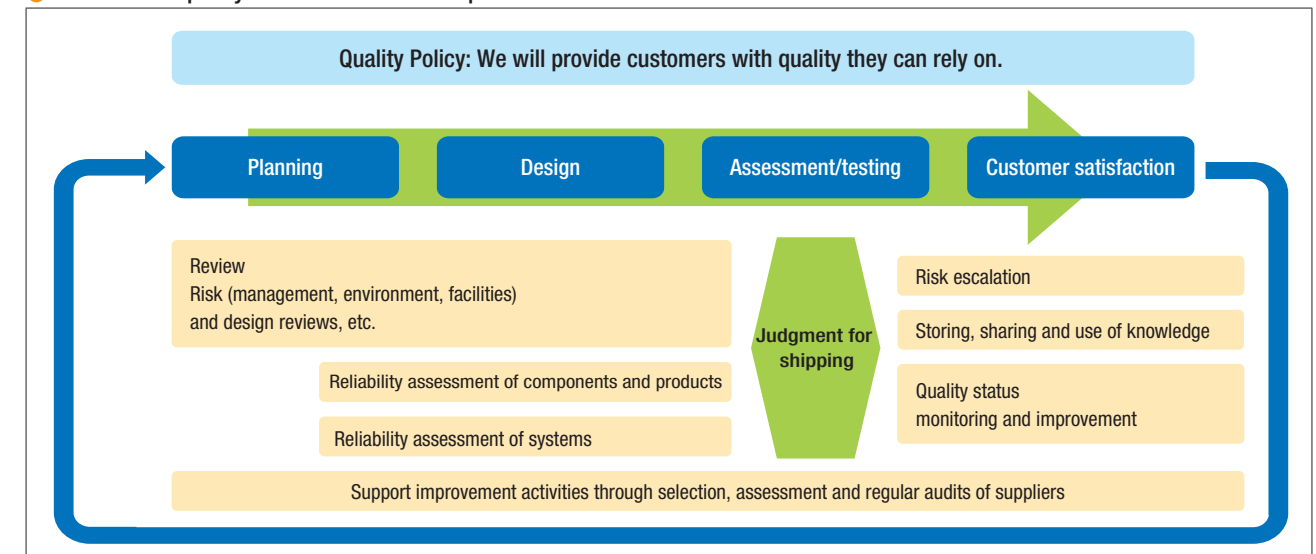 Quality Policy: We will provide customers with quality they can rely on.
Planning
Design
Assessment/testing
Customer satisfaction
Review
Risk (management, environment, facilities)
and design reviews, etc.
Reliability assessment of components and products
Reliability assessment of systems
Judgment for
shipping
Risk escalation
Storing, sharing and use of knowledge
Quality status
monitoring and improvement
Support improvement activities through selection, assessment and regular audits of suppliers